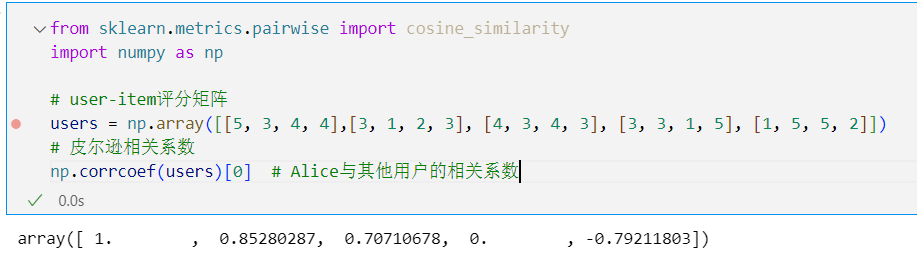 from sklearn.metrics.pairwise import cosine_similarity
import numpy as np
# user-item评分矩阵
users = np.array([[5, 3, 4, 4],[3, 1, 2, 3], [4, 3, 4, 3], [3, 3, 1, 5], [1, 5, 5, 2]])
# 皮尔逊相关系数
np.corrcoef(users)[0]  # Alice与其他用户的相关系数
0.0s
array([ 1.        ,  0.85280287,  0.70710678,  0.        , -0.79211803])